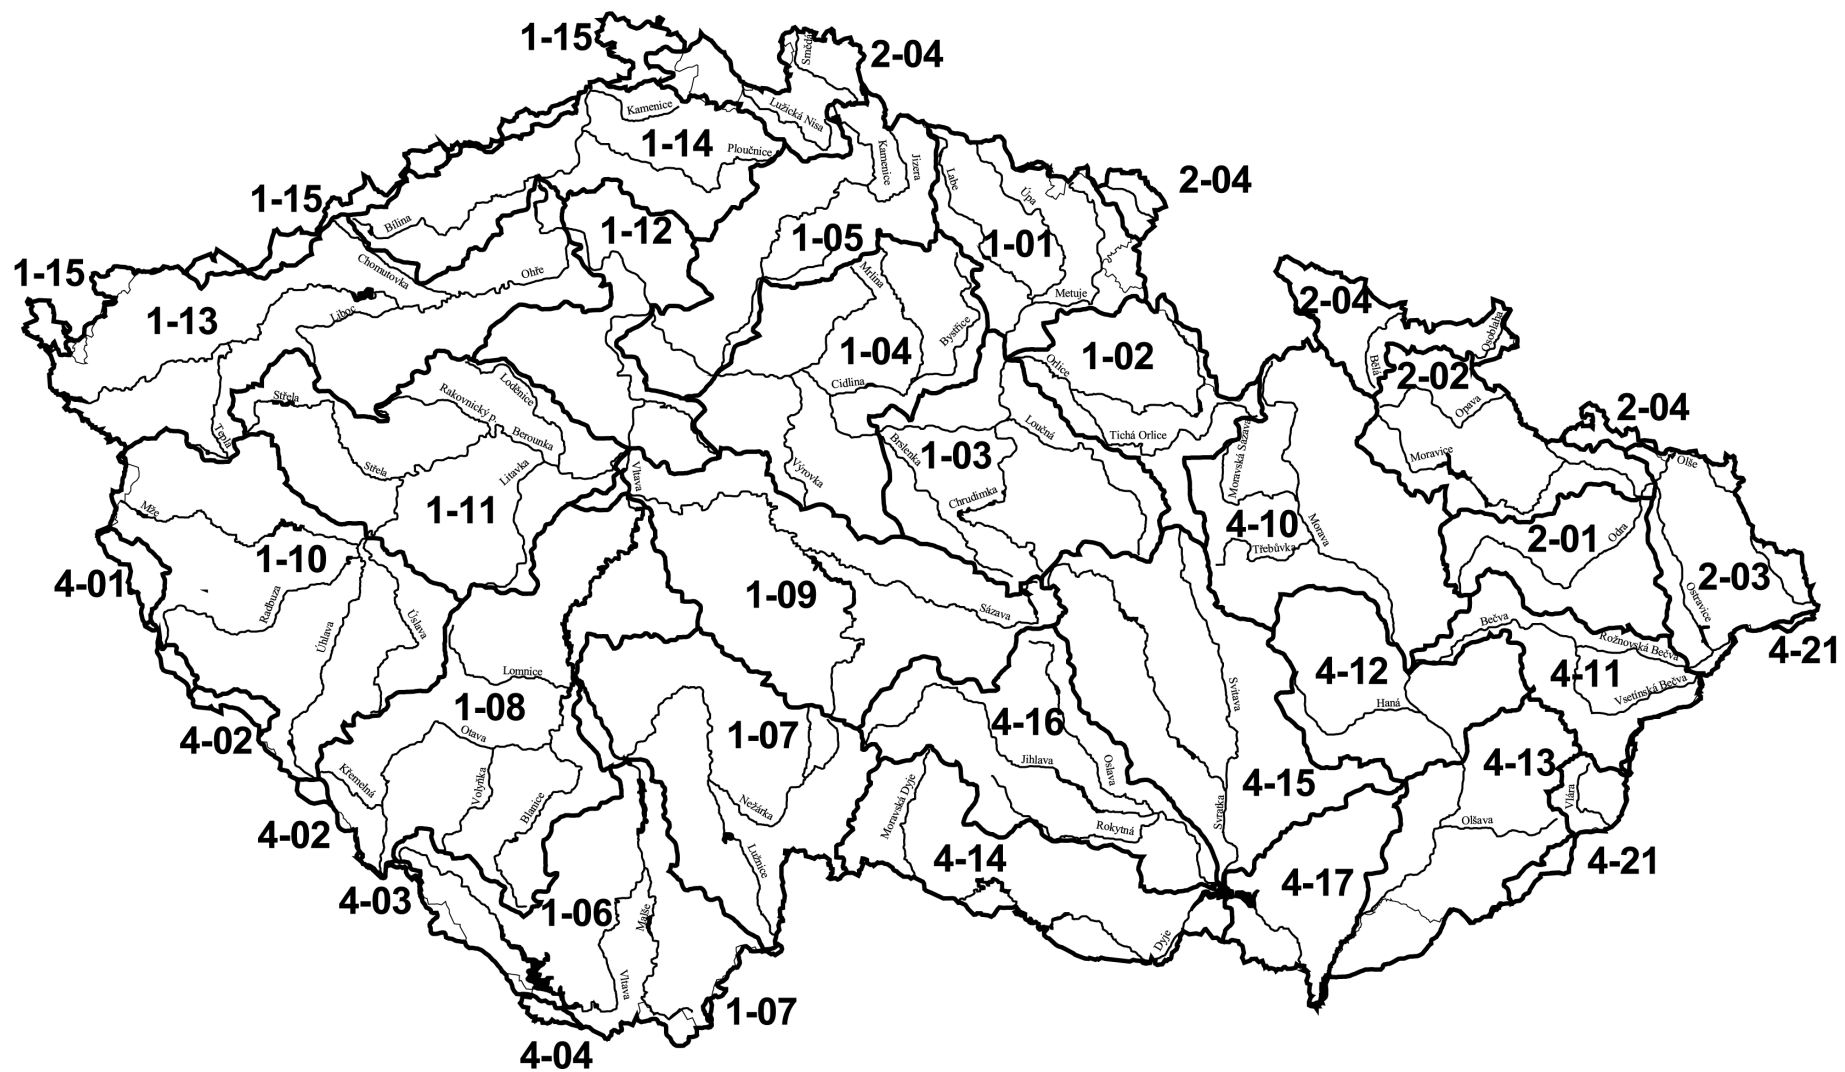 1-15
Smědá
2-04
Kamenice
Lužická Nisa
1-14
Ploučnice
Kamenice
Jizera
Labe
Úpa
2-04
1-15
Bílina
1-12
1-05
1-01
1-15
Chomutovka
Ohře
Mrlina
Metuje
1-13
Liboc
2-04
Osoblaha
Bystřice
1-04
1-02
Orlice
Bělá
2-02
Cidlina
Opava
2-04
Střela
Loděnice
Rakovnický p.
Berounka
Teplá
Loučná
Tichá Orlice
Moravská Sázava
Moravice
Olše
Střela
Litavka
Vltava
Výrovka
Brslenka
1-03
Chrudimka
Mže
1-11
4-10
Morava
Třebůvka
2-01
Odra
1-10
4-01
Radbuza
Úhlava
Úslava
1-09
Sázava
2-03
Ostravice
Bečva
Rožnovská Bečva
4-21
Lomnice
4-12
4-11
Vsetínská Bečva
1-08
Svitava
Haná
4-02
Otava
1-07
4-16
Křemelná
Volyňka
Blanice
Nežárka
Jihlava
Oslava
4-15
4-13
Vlára
Moravská Dyje
Svratka
Rokytná
Olšava
4-02
Lužnice
4-14
4-21
4-17
4-03
1-06
Malše
Dyje
Vltava
1-07
4-04